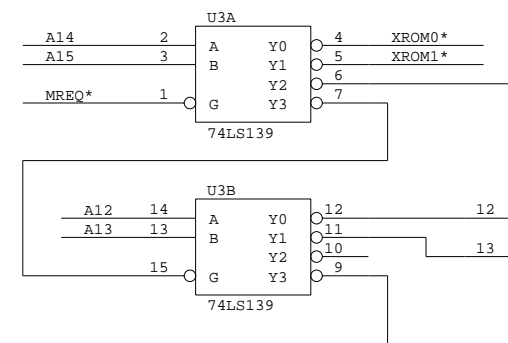 U3A
A14 2 A Y0 4 XROM0*
A15 3 B Y1 5 XROM1*
Y2 6
MREQ* 1 G Y3 7
74LS139
U3B
A12 14 A Y0 12 12
A13 13 B Y1 11
Y2 10 13
15 G Y3 9
74LS139